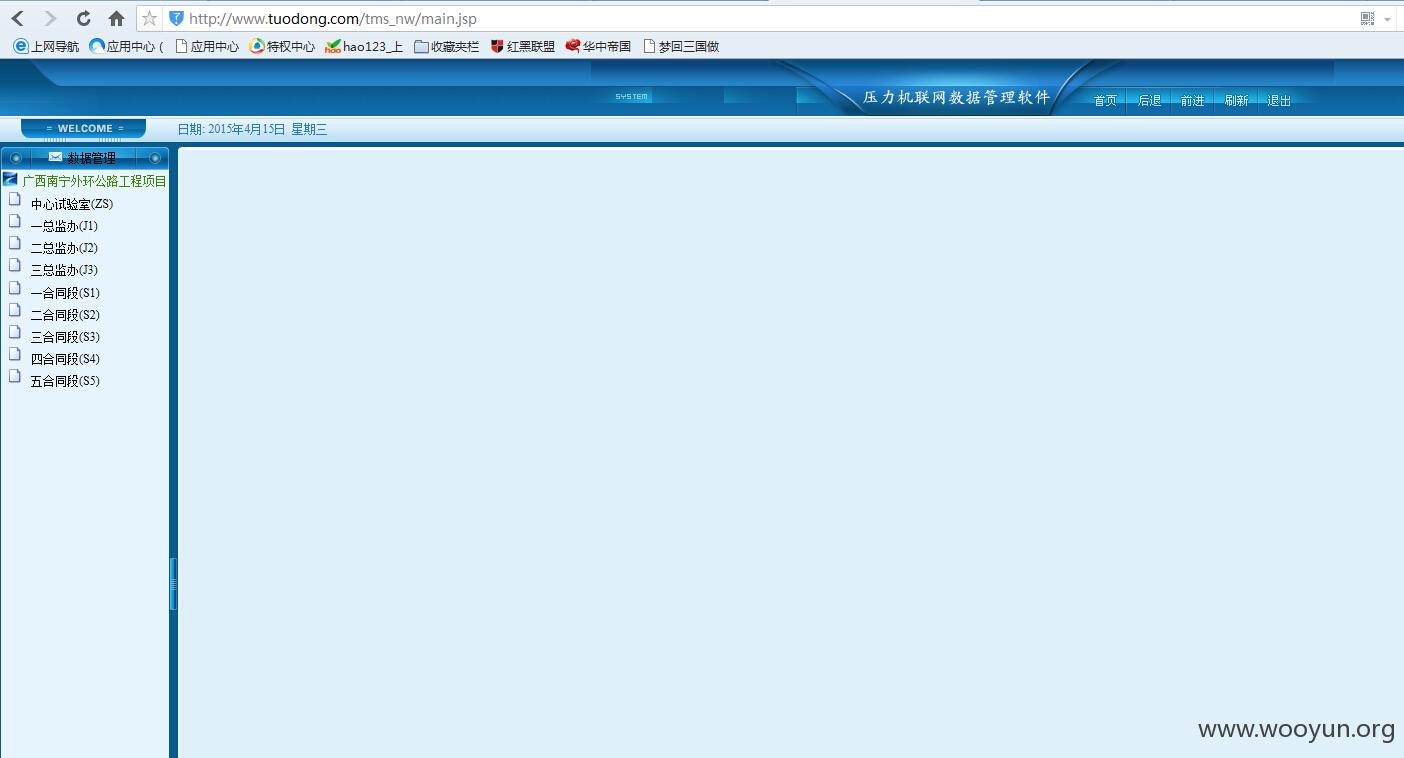 http://www.tuodong.com/tms_nw/main.jsp
上网导航 应用中心 ( 应用中心 特权中心 hao123_上 收藏夹栏 红黑联盟 华中帝国 梦回三国做
SYSTEM 压力机联网数据管理软件 首页 后退 前进 刷新 退出
= WELCOME = 日期: 2015年4月15日 星期三
数据管理
广西南宁外环公路工程项目
中心试验室(ZS)
一总监办(J1)
二总监办(J2)
三总监办(J3)
一合同段(S1)
二合同段(S2)
三合同段(S3)
四合同段(S4)
五合同段(S5)
www.wooyun.org